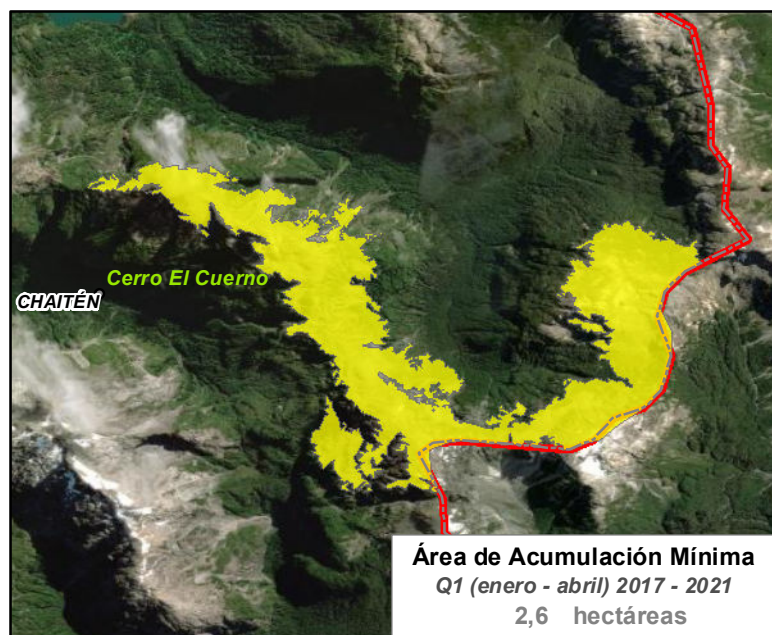 Cerro El Cuerno
CHAITÉN
Área de Acumulación Mínima
Q1 (enero - abril) 2017 - 2021
2,6 hectáreas